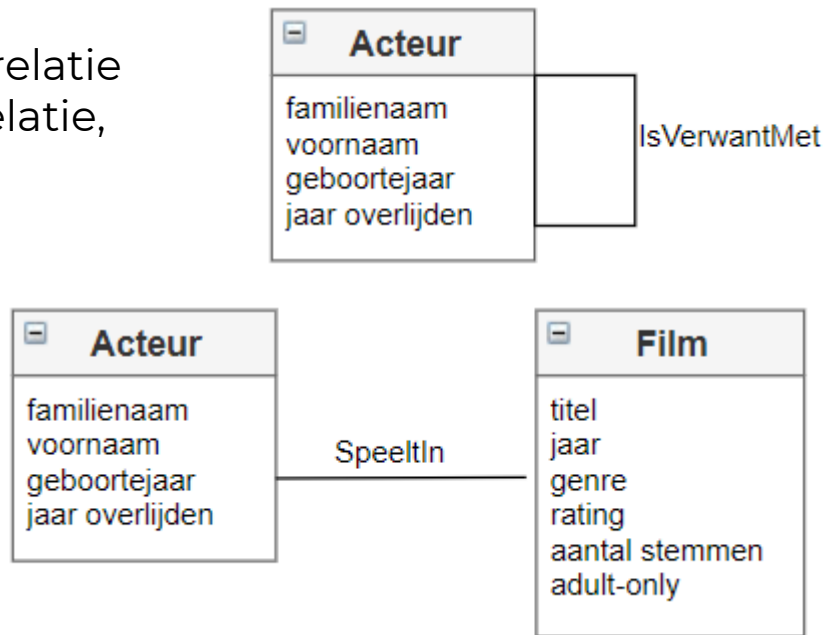 relatie
elatie,
Acteur
familienaam
voornaam
geboortejaar
jaar overlijden
IsVerwantMet
Acteur
familienaam
voornaam
geboortejaar
jaar overlijden
SpeeltIn
Film
titel
jaar
genre
rating
aantal stemmen
adult-only